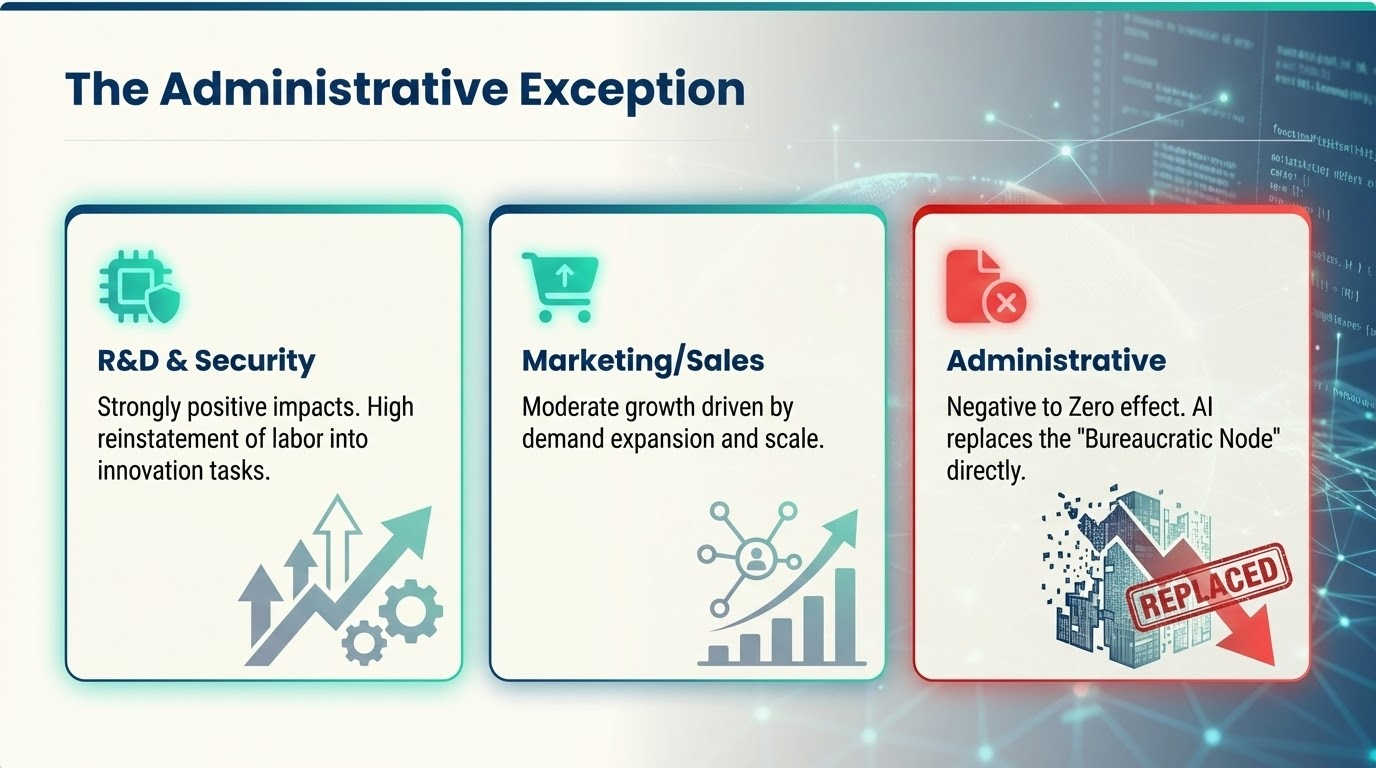 The Administrative Exception
R&D & Security
Strongly positive impacts. High
reinstatement of labor into
innovation tasks.
Marketing/Sales
Moderate growth driven by
demand expansion and scale.
Administrative
Negative to Zero effect. AI
replaces the "Bureaucratic Node"
directly.
REPLACED